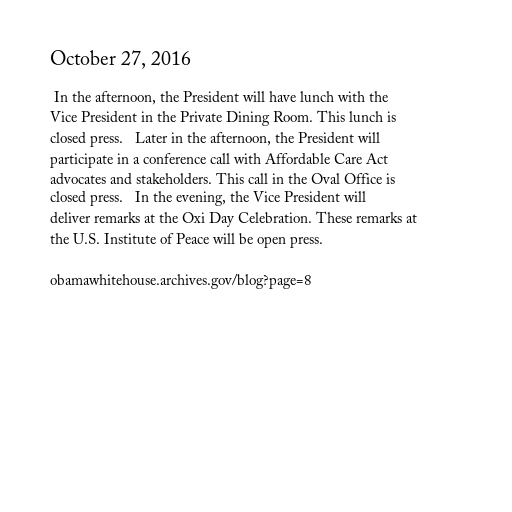 October 27, 2016
In the afternoon, the President will have lunch with the
Vice President in the Private Dining Room. This lunch is
closed press.   Later in the afternoon, the President will
participate in a conference call with Affordable Care Act
advocates and stakeholders. This call in the Oval Office is
closed press.   In the evening, the Vice President will
deliver remarks at the Oxi Day Celebration. These remarks at
the U.S. Institute of Peace will be open press.
obamawhitehouse.archives.gov/blog?page=8